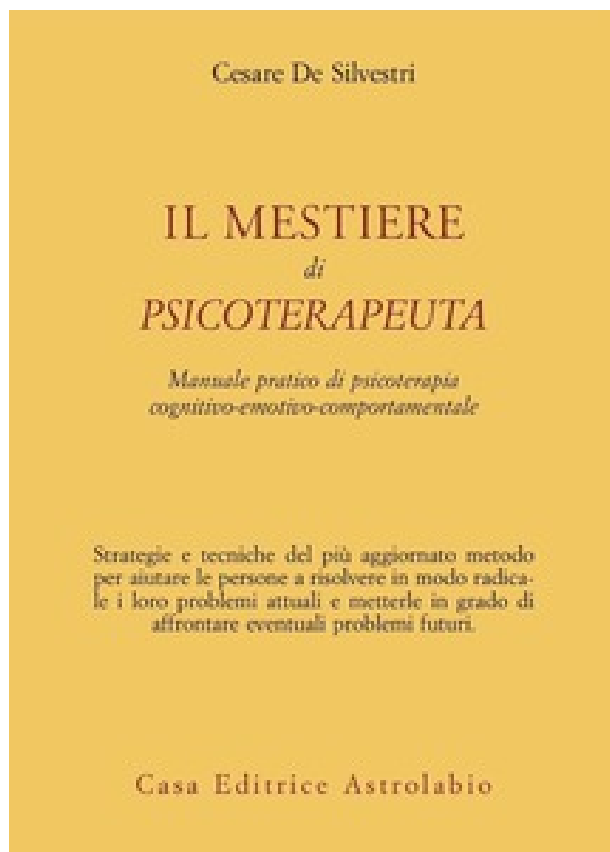 Cesare De Silvestri
IL MESTIERE
di
PSICOTERAPEUTA
Manuale pratico di psicoterapia
cognitivo-emotivo-comportamentale
Strategie e tecniche del più aggiornato metodo
per aiutare le persone a risolvere in modo radica-
le i loro problemi attuali e metterle in grado di
affrontare eventuali problemi futuri.
Casa Editrice Astrolabio